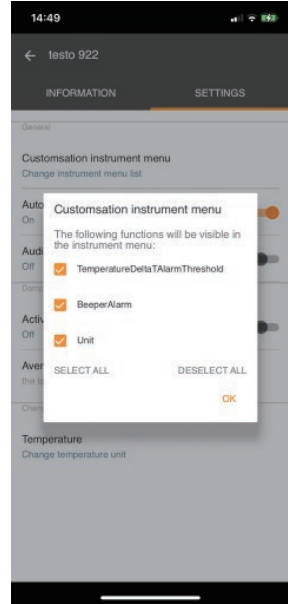 14:49
testo 922
INFORMATION
SETTINGS
General
Customsation instrument menu
Change instrument menu list
Auto
On
Audi
Off
Damp
Activ
Off
Aver
Customsation instrument menu
The following functions will be visible in
the instrument menu:
TemperatureDeltaTAlarmThreshold
BeeperAlarm
Unit
SELECT ALL
DESELECT ALL
OK
Temperature
Change temperature unit